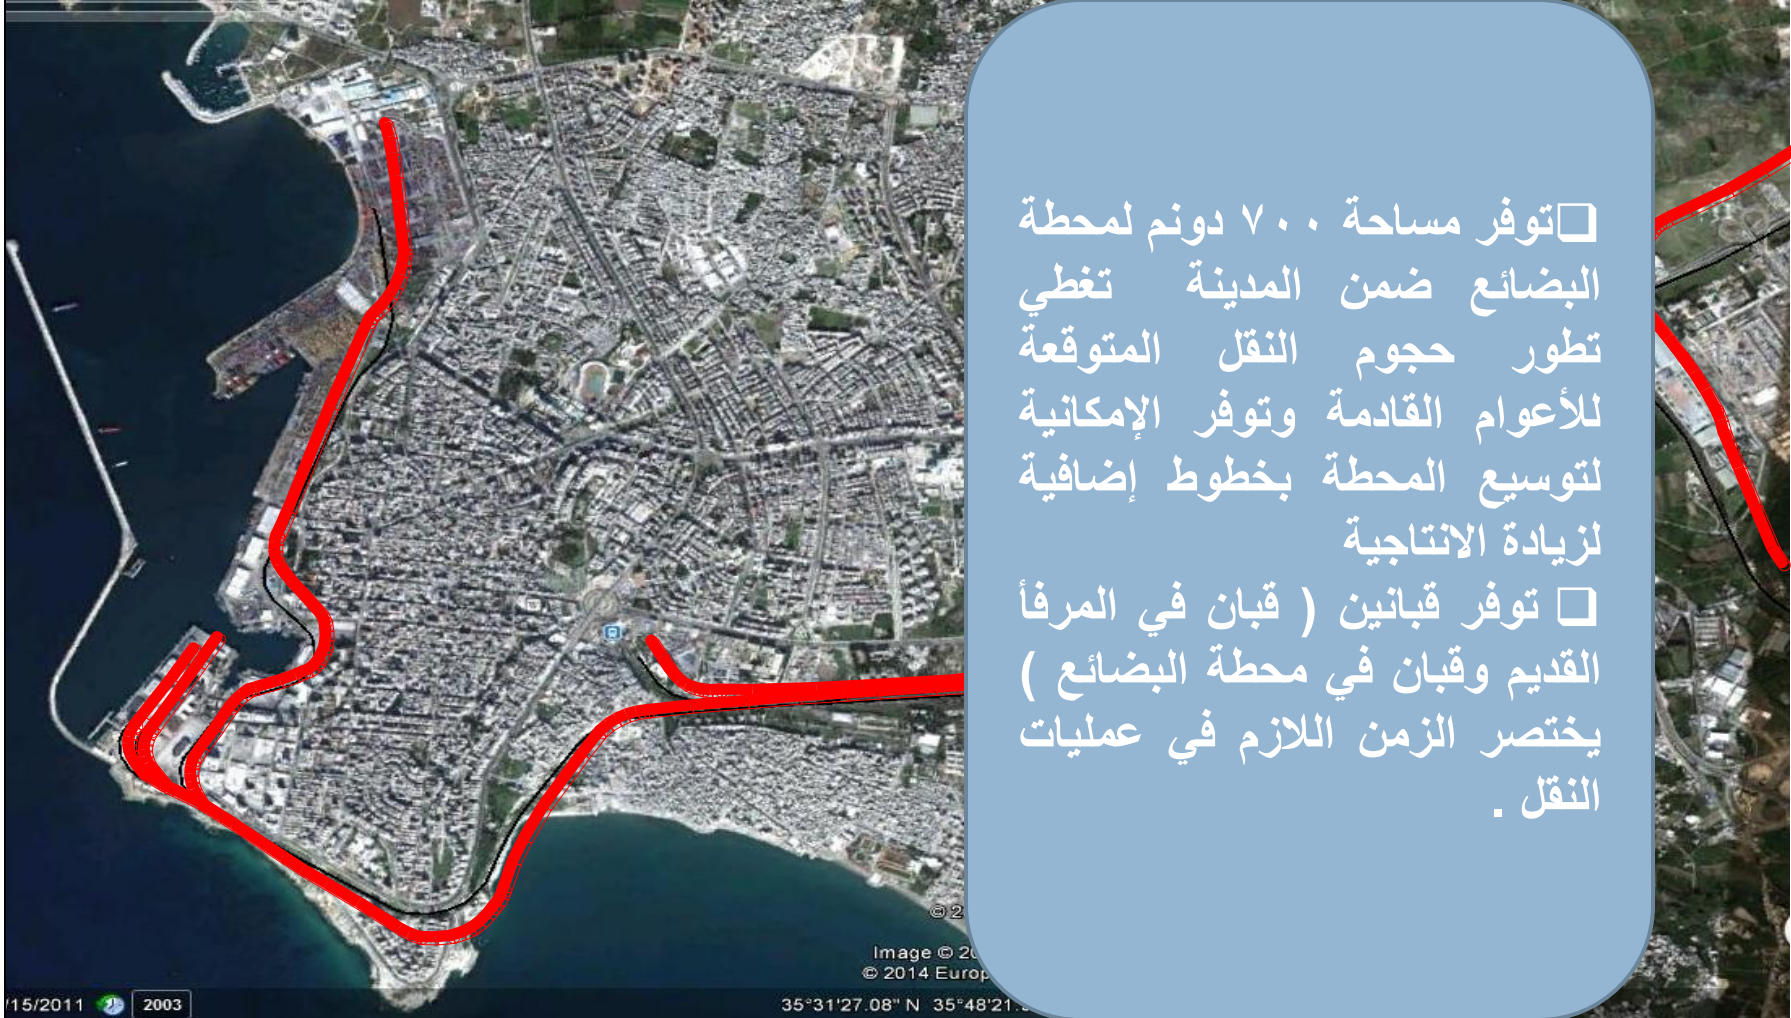 ❑توفر مساحة ٧٠٠ دونم لمحطة
البضائع ضمن المدينة تغطي
تطور حجوم النقل المتوقعة
للأعوام القادمة وتوفر الإمكانية
لتوسيع المحطة بخطوط إضافية
لزيادة الانتاجية
❑ توفر قبانين ( قبان في المرفأ
القديم وقبان في محطة البضائع )
يختصر الزمن اللازم في عمليات
النقل .
© 2
Image © 20
© 2014 Europ
/15/2011 2003
35°31'27.08" N 35°48'21.